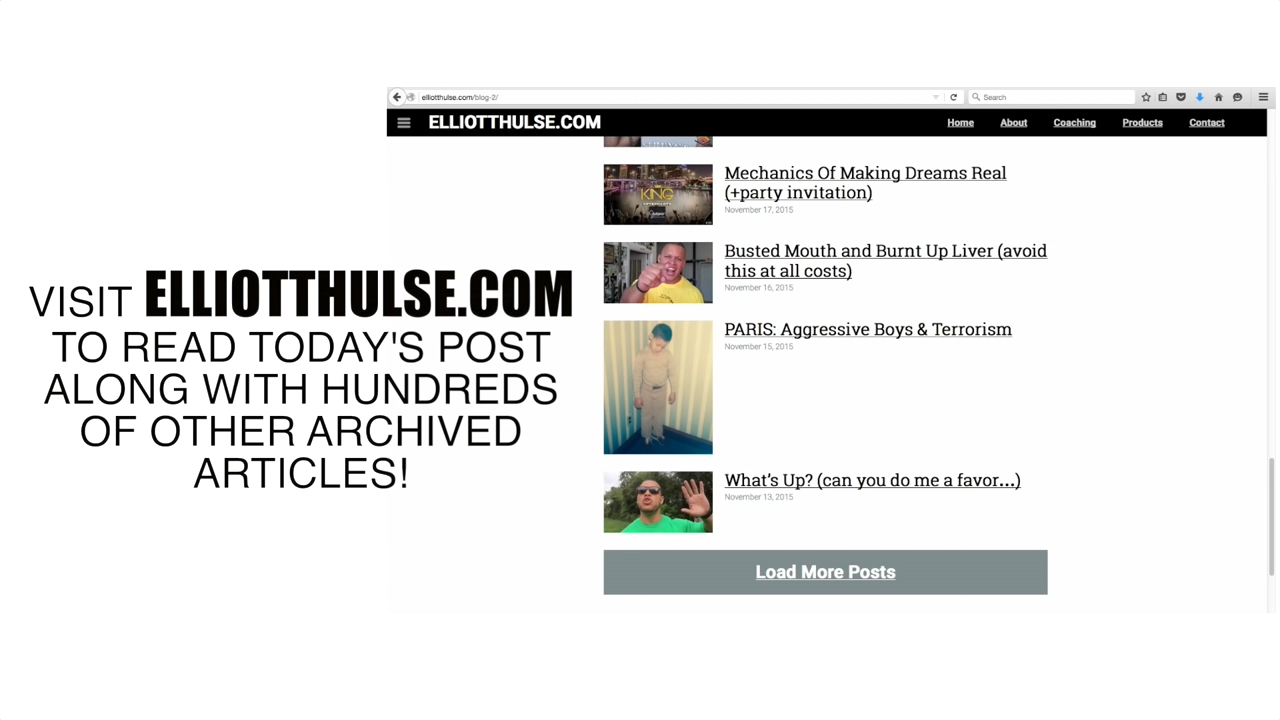 VISIT ELLIOTTHULSE.COM
TO READ TODAY'S POST
ALONG WITH HUNDREDS
OF OTHER ARCHIVED
ARTICLES!
elliotthulse.com/blog-2/
Search
ELLIOTTHULSE.COM
Home About Coaching Products Contact
Mechanics Of Making Dreams Real
(+party invitation)
November 17, 2015
KING
Busted Mouth and Burnt Up Liver (avoid
this at all costs)
November 16, 2015
PARIS: Aggressive Boys & Terrorism
November 15, 2015
What’s Up? (can you do me a favor…)
November 13, 2015
Load More Posts